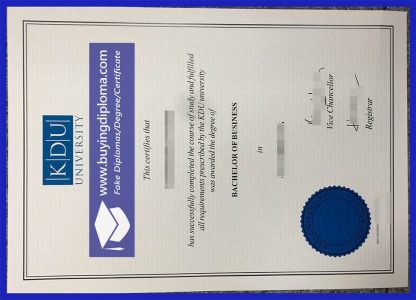 KDU
UNIVERSITY
www.buyingdiploma.com
Fake Diplomas/Degree/Certificate
This certifies that
has successfully completed the course of study and fulfilled
all requirements prescribed by the KDU university
was awarded the degree of
BACHELOR OF BUSINESS
in
Vice Chancellor
Registrar